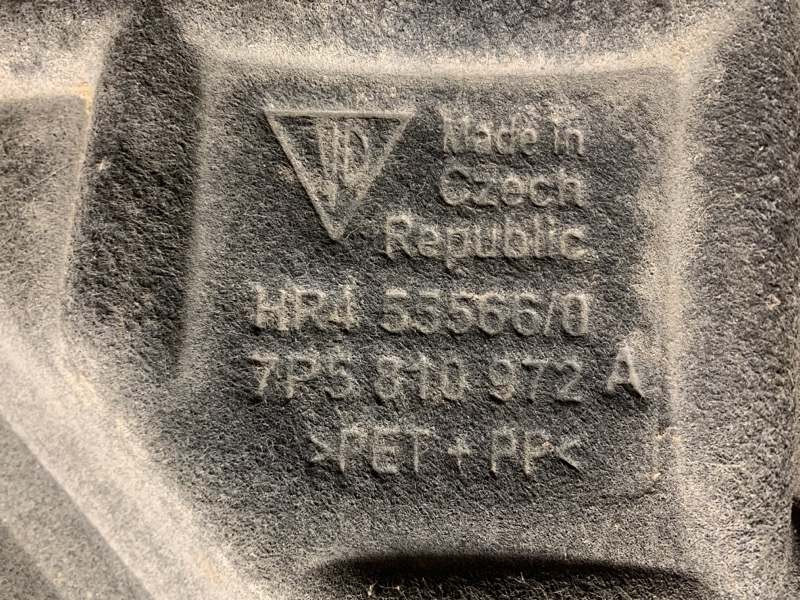 Made in
Czech
Republic
HR4 55566/0
7P5 810 972 A
>PET + PP<